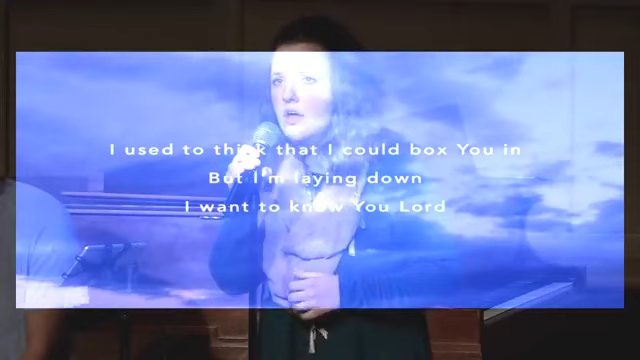 I used to think that I could box You in
But I'm laying down
I want to know You Lord